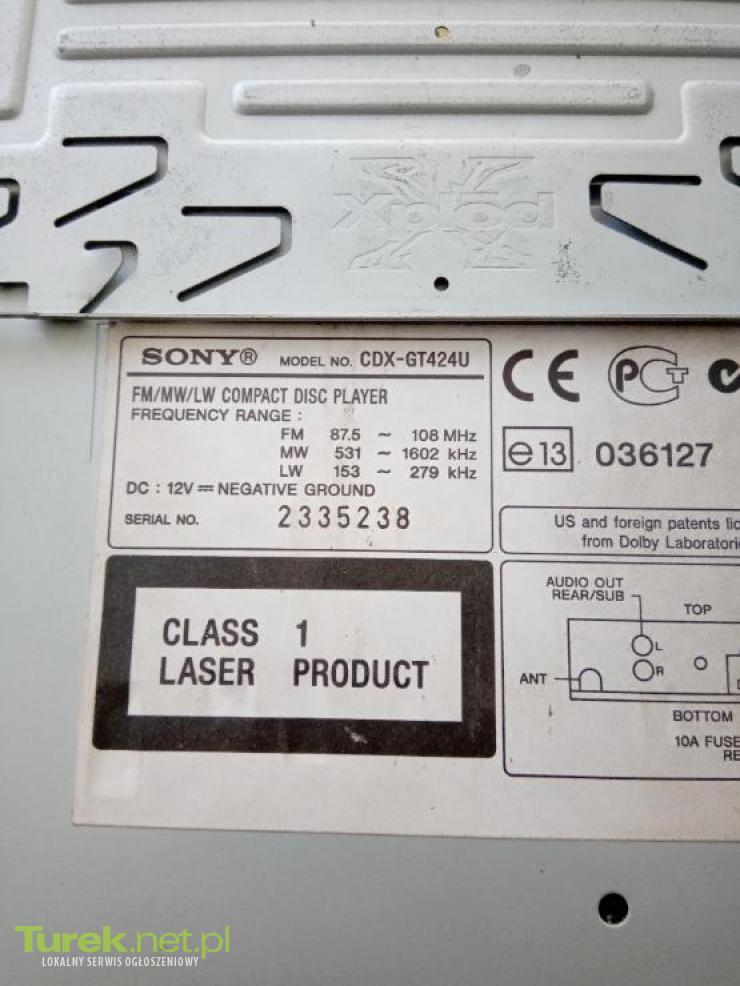 Xplod
SONY® MODEL NO. CDX-GT424U
FM/MW/LW COMPACT DISC PLAYER
FREQUENCY RANGE :
FM 87.5 ~ 108 MHz
MW 531 ~ 1602 kHz
LW 153 ~ 279 kHz
DC : 12V ⎓ NEGATIVE GROUND
SERIAL NO. 2335238
CLASS 1
LASER PRODUCT
CE PCT
e13 036127
US and foreign patents
from Dolby
AUDIO OUT
REAR/SUB
TOP
L
R
ANT
BOTTOM
10A FUSE
Turek.net.pl
LOKALNY SERWIS OGŁOSZENIOWY